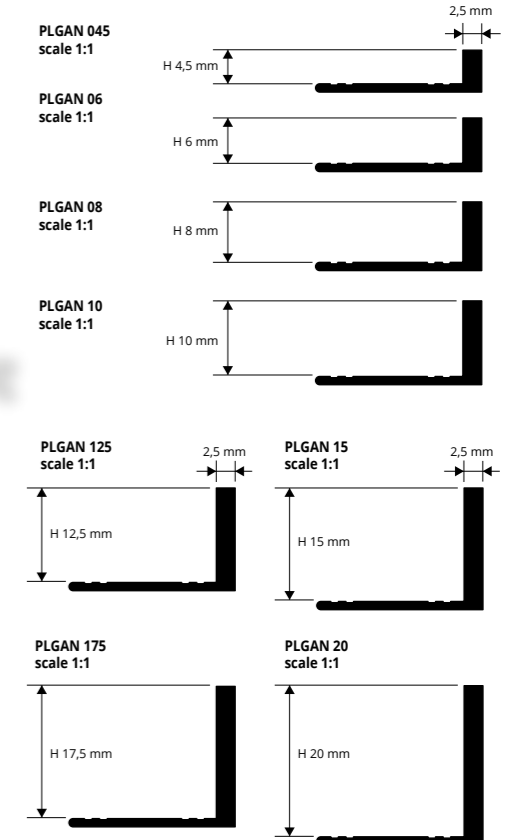 2,5 mm
PLGAN 045
scale 1:1
H 4,5 mm
PLGAN 06
scale 1:1
H 6 mm
PLGAN 08
scale 1:1
H 8 mm
PLGAN 10
scale 1:1
H 10 mm
PLGAN 125
scale 1:1
2,5 mm
H 12,5 mm
PLGAN 15
scale 1:1
2,5 mm
H 15 mm
PLGAN 175
scale 1:1
H 17,5 mm
PLGAN 20
scale 1:1
H 20 mm